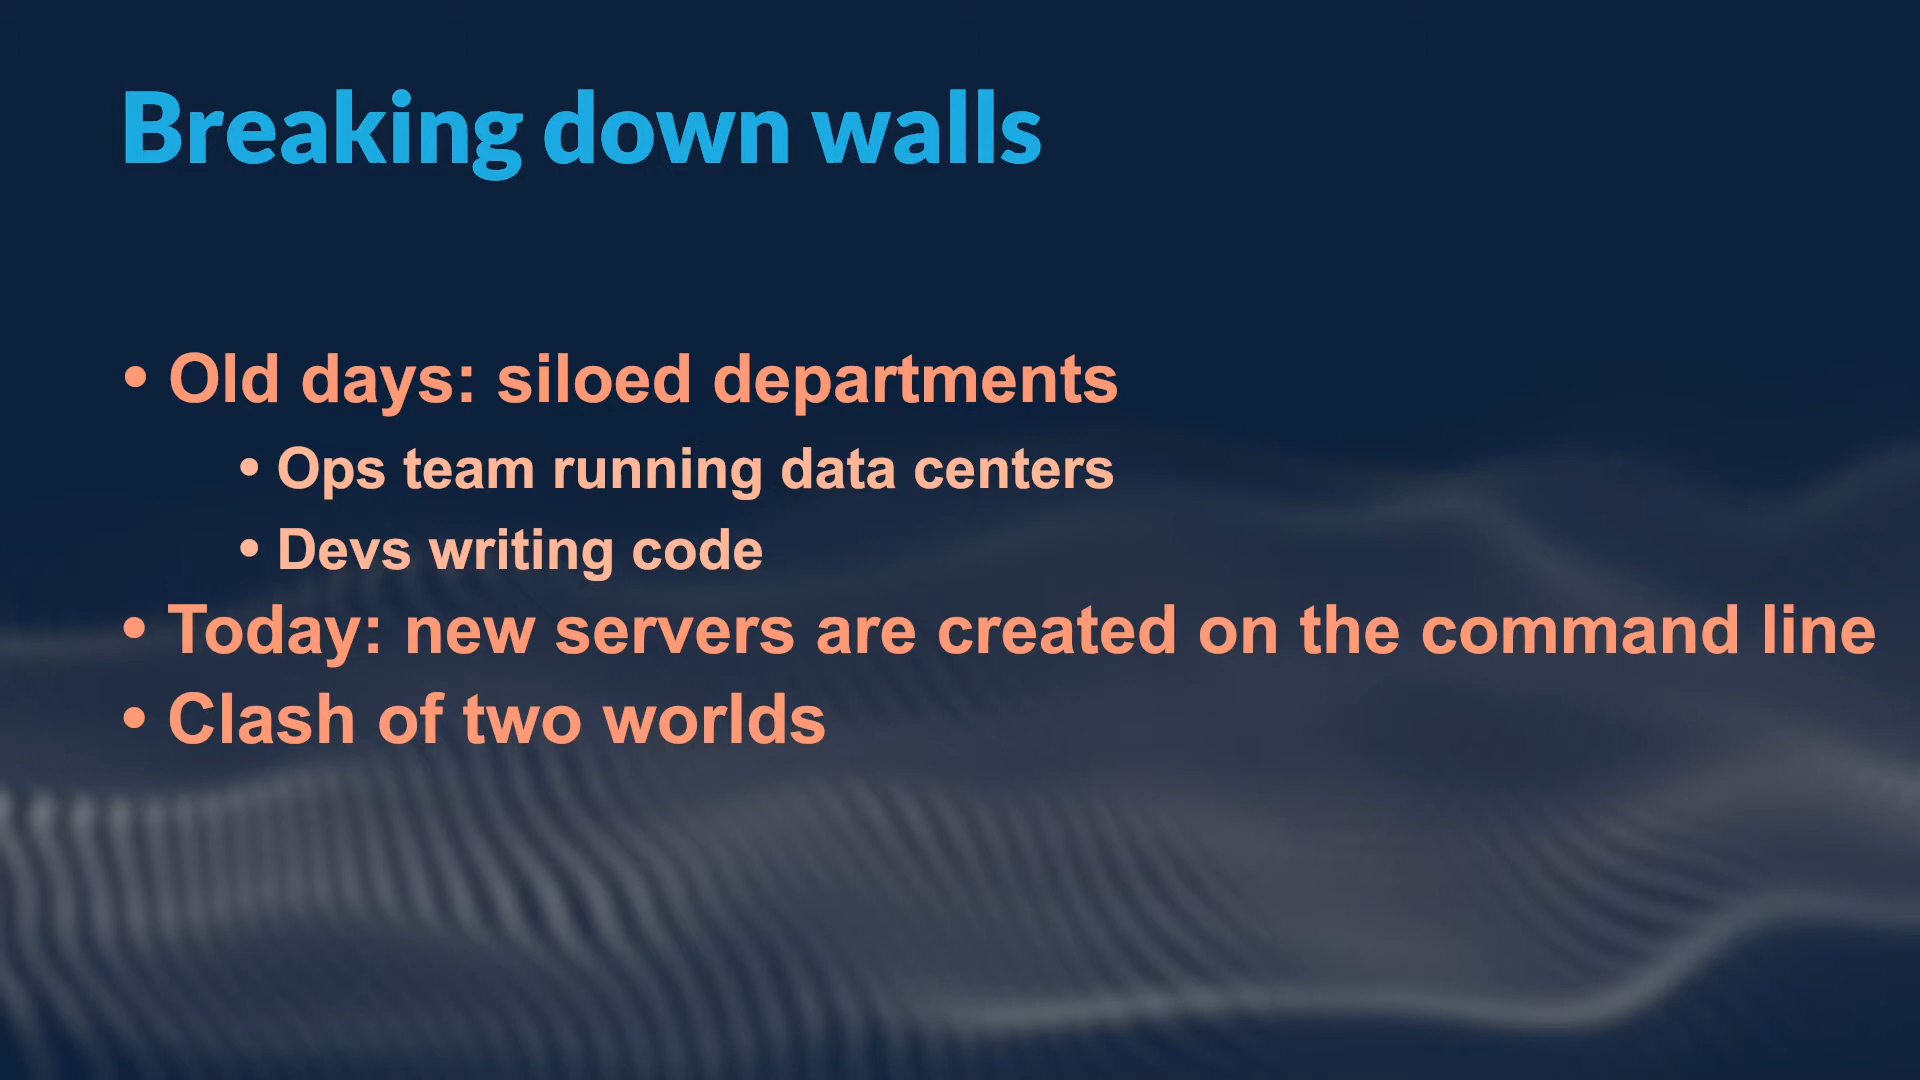 Breaking down walls
• Old days: siloed departments
• Ops team running data centers
• Devs writing code
• Today: new servers are created on the command line
• Clash of two worlds